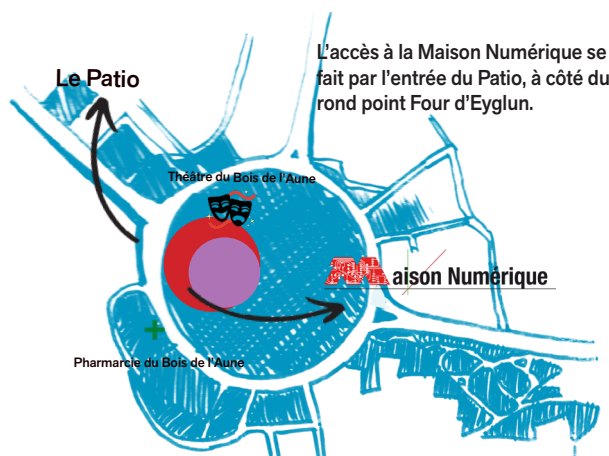 L'accès à la Maison Numérique se
fait par l'entrée du Patio, à côté du
rond point Four d'Eyglun.
Le Patio
Théâtre du Bois de l'Aune
Maison Numérique
Pharmarcie du Bois de l'Aune